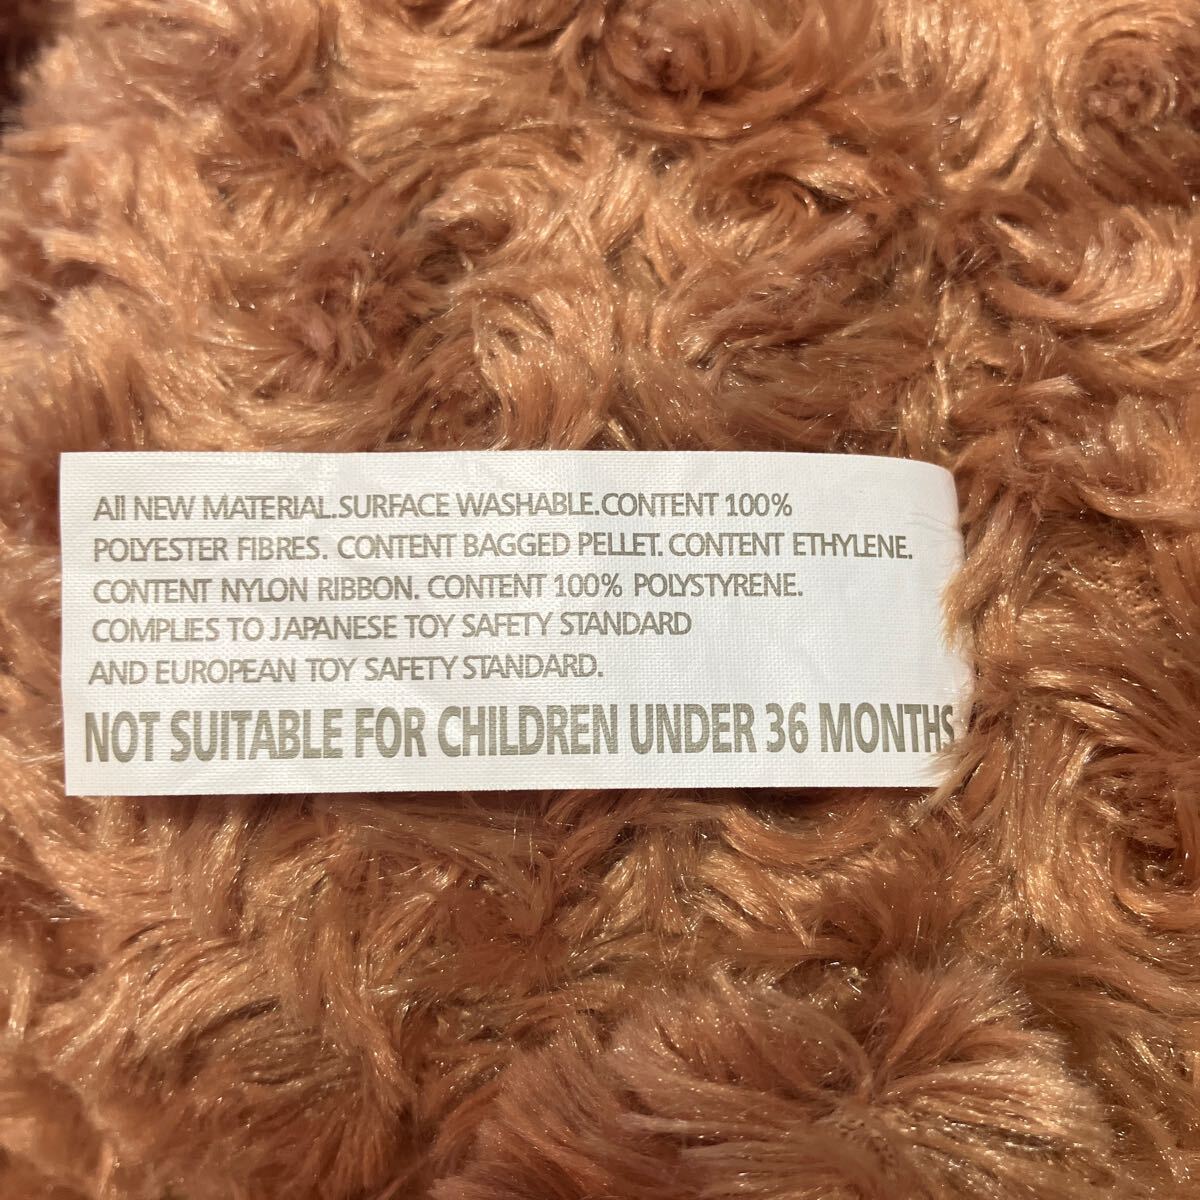 All NEW MATERIAL.SURFACE WASHABLE.CONTENT 100%
POLYESTER FIBRES. CONTENT BAGGED PELLET. CONTENT ETHYLENE.
CONTENT NYLON RIBBON. CONTENT 100% POLYSTYRENE.
COMPLIES TO JAPANESE TOY SAFETY STANDARD
AND EUROPEAN TOY SAFETY STANDARD.
NOT SUITABLE FOR CHILDREN UNDER 36 MONTHS